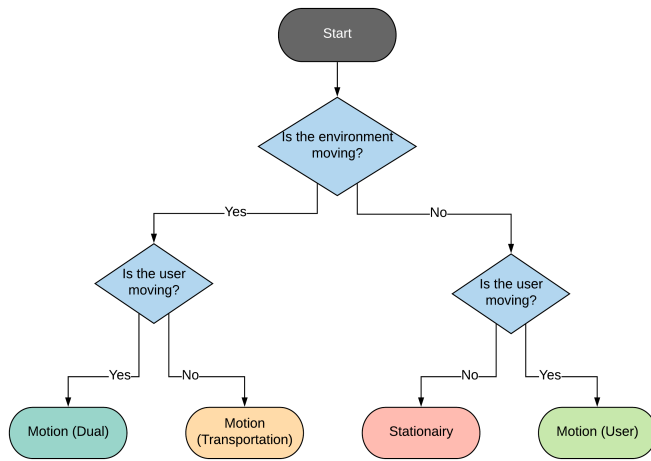 Start
Is the environment
moving?
Yes
No
Is the user
moving?
Is the user
moving?
Yes
No
No
Yes
Motion (Dual)
Motion
(Transportation)
Stationairy
Motion (User)